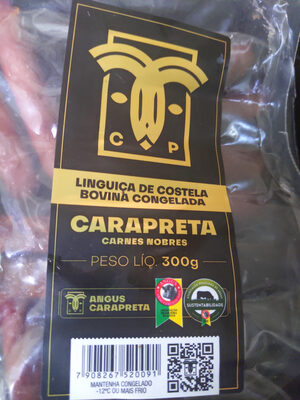 C P
LINGUIÇA DE COSTELA
BOVINA CONGELADA
CARAPRETA
CARNES NOBRES
PESO LÍQ. 300g
ANGUS
CARAPRETA
SUSTENTABILIDADE
7 908267 520091
MANTENHA CONGELADO
-12°C OU MAIS FRIO